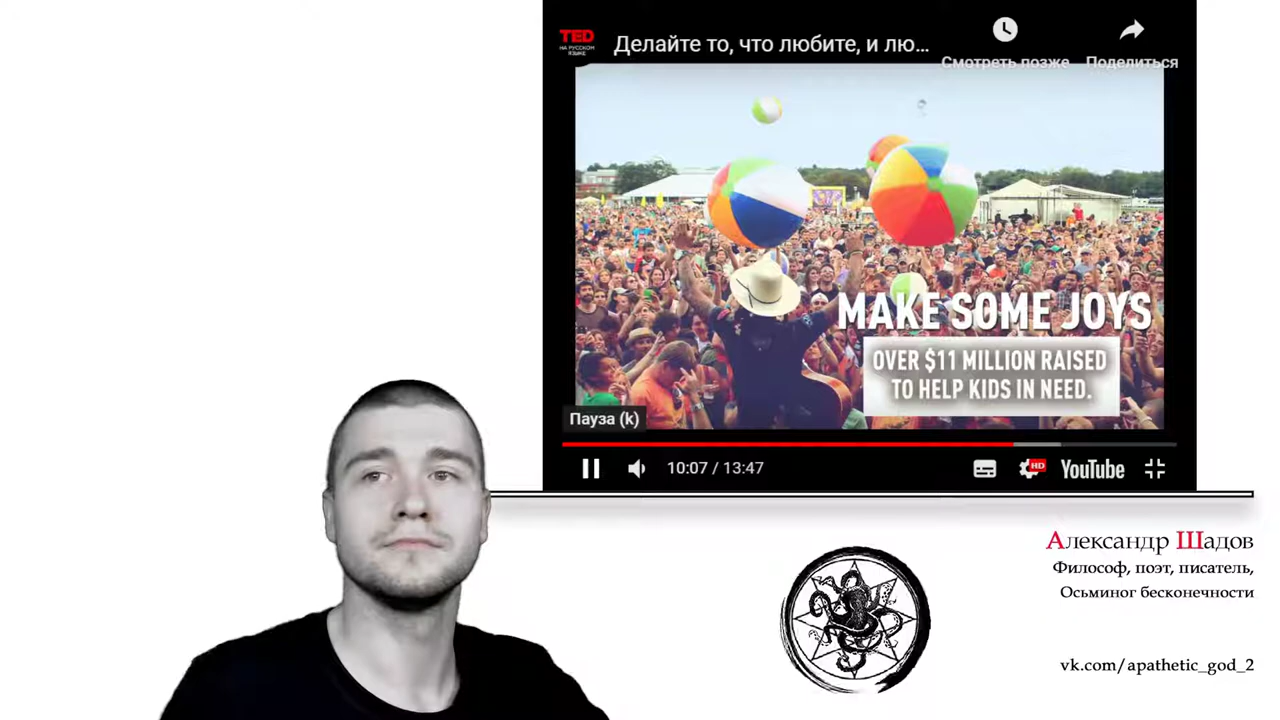 TED
НА РУССКОМ
ЯЗЫКЕ
Делайте то, что любите, и лю...
Смотреть позже
Поделиться
MAKE SOME JOYS
OVER $11 MILLION RAISED
TO HELP KIDS IN NEED.
Пауза (k)
10:07 / 13:47
HD
YouTube
Александр Шадов
Философ, поэт, писатель,
Осьминог бесконечности
vk.com/apathetic_god_2